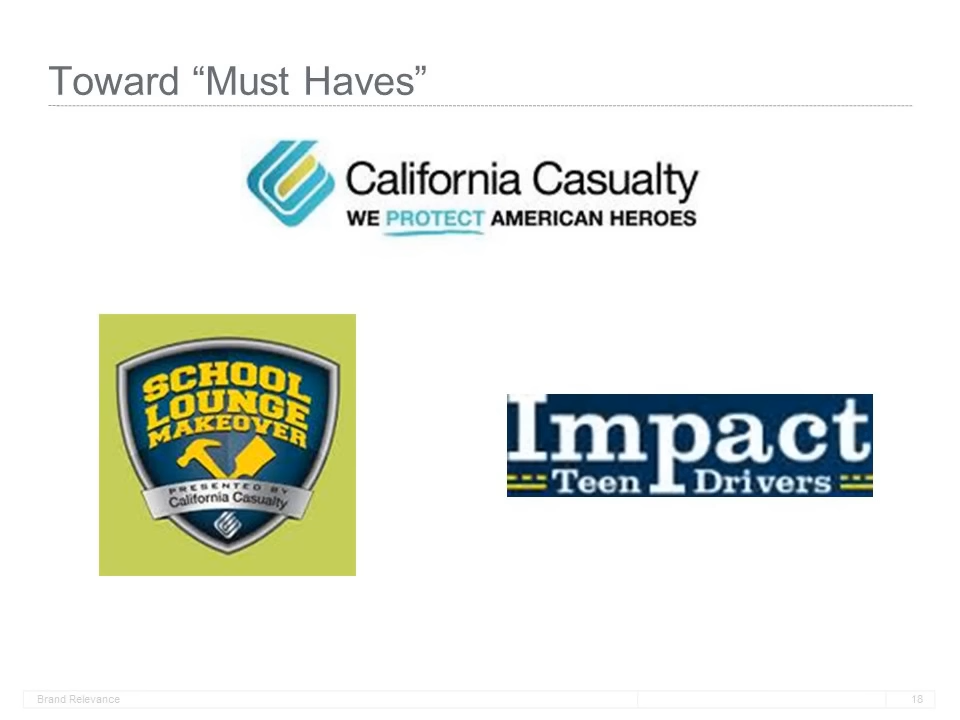 Toward “Must Haves”
California Casualty
WE PROTECT AMERICAN HEROES
SCHOOL
LOUNGE
MAKEOVER
PRESENTED BY
California Casualty
Impact
Teen Drivers
Brand Relevance
18